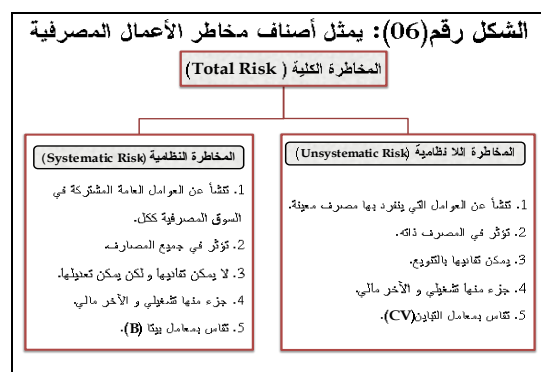 الشكل رقم(06): يمثل أصناف مخاطر الأعمال المصرفية
المخاطرة الكلية ( Total Risk)
المخاطرة اللا نظامية (Unsystematic Risk)
1. تنشأ عن العوامل التي ينفرد بها مصرف معينة.
2. تؤثر في المصرف ذاته.
3. يمكن تفاديها بالتنويع.
4. جزء منها تشغيلي و الآخر مالي.
5. تقاس بمعامل التباين(CV).
المخاطرة النظامية (Systematic Risk)
1. تنشأ عن العوامل العامة المشتركة في
السوق المصرفية ككل.
2. تؤثر في جميع المصارف.
3. لا يمكن تفاديها و لكن يمكن تعديلها.
4. جزء منها تشغيلي و الآخر مالي.
5. تقاس بمعامل بيتا (B).